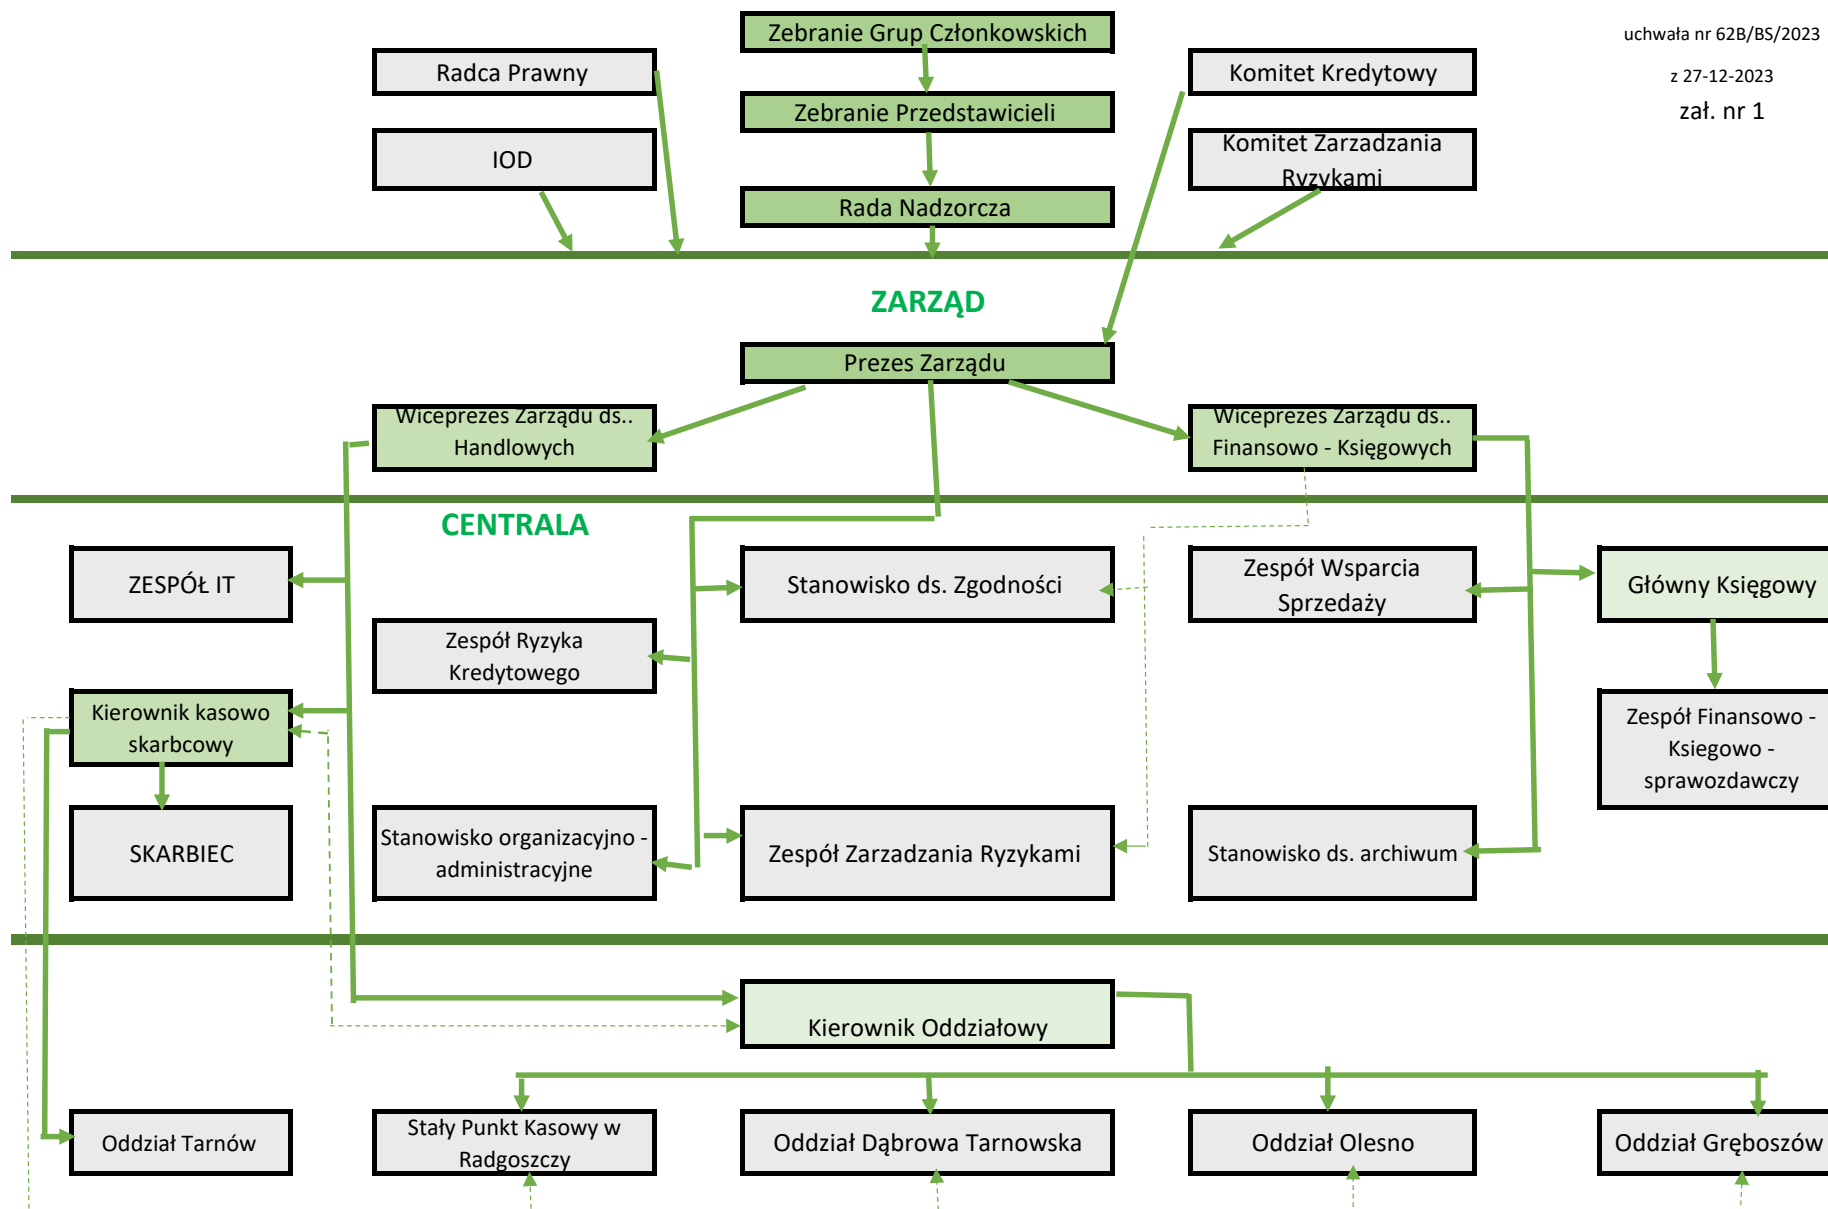 Zebranie Grup Członkowskich
uchwała nr 62B/BS/2023
Radca Prawny
Komitet Kredytowy
z 27-12-2023
Zebranie Przedstawicieli
zał. nr 1
IOD
Komitet Zarzadzania
Ryzykami
Rada Nadzorcza
ZARZĄD
Prezes Zarządu
Wiceprezes Zarządu ds..
Handlowych
Wiceprezes Zarządu ds..
Finansowo - Księgowych
CENTRALA
ZESPÓŁ IT
Stanowisko ds. Zgodności
Zespół Wsparcia
Sprzedaży
Główny Księgowy
Zespół Ryzyka
Kredytowego
Kierownik kasowo
skarbcowy
Zespół Finansowo -
Ksiegowo -
sprawozdawczy
SKARBIEC
Stanowisko organizacyjno -
administracyjne
Zespół Zarzadzania Ryzykami
Stanowisko ds. archiwum
Kierownik Oddziałowy
Oddział Tarnów
Stały Punkt Kasowy w
Radgoszczy
Oddział Dąbrowa Tarnowska
Oddział Olesno
Oddział Gręboszów